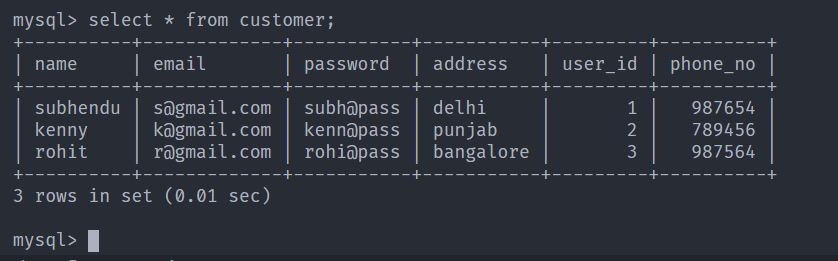 mysql> select * from customer;
+----------+-------------+-----------+-----------+---------+----------+
| name     | email       | password  | address   | user_id | phone_no |
+----------+-------------+-----------+-----------+---------+----------+
| subhendu | s@gmail.com | subh@pass | delhi     |       1 |   987654 |
| kenny    | k@gmail.com | kenn@pass | punjab    |       2 |   789456 |
| rohit    | r@gmail.com | rohi@pass | bangalore |       3 |   987564 |
+----------+-------------+-----------+-----------+---------+----------+
3 rows in set (0.01 sec)
mysql>